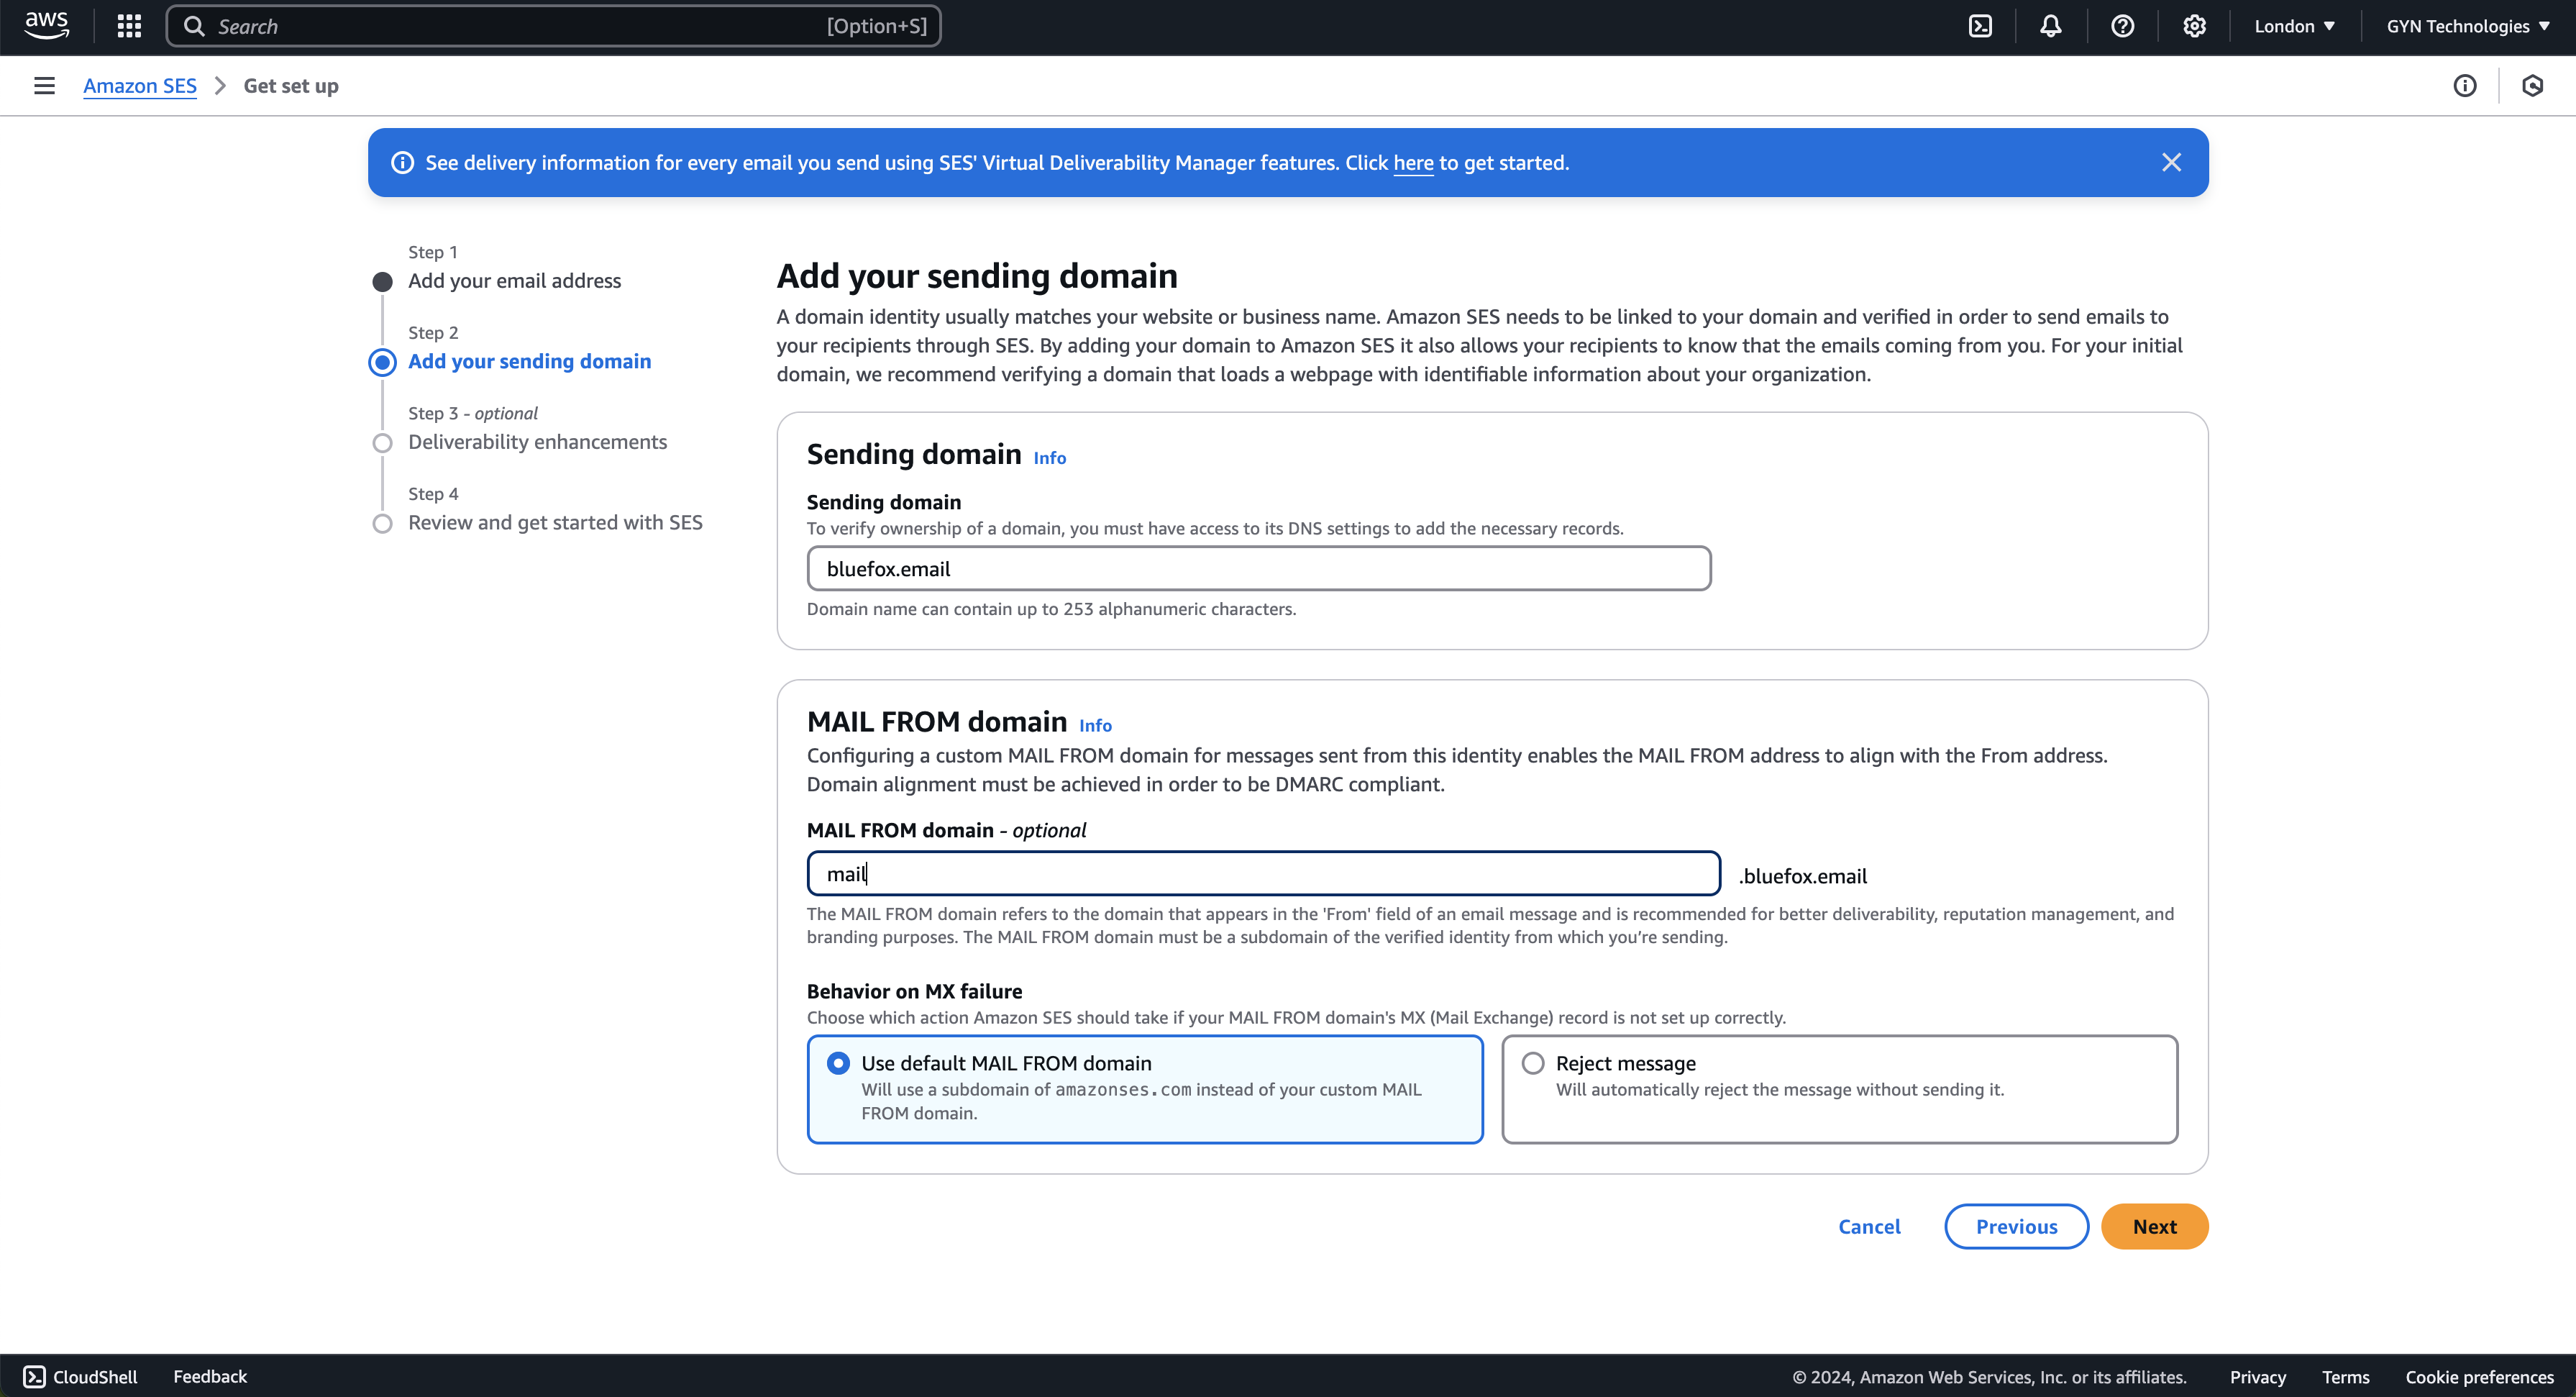 aws
Search
[Option+S]
London
GYN Technologies
Amazon SES
Get set up
See delivery information for every email you send using SES' Virtual Deliverability Manager features. Click here to get started.
Step 1
Add your email address
Step 2
Add your sending domain
Step 3 - optional
Deliverability enhancements
Step 4
Review and get started with SES
Add your sending domain
A domain identity usually matches your website or business name. Amazon SES needs to be linked to your domain and verified in order to send emails to
your recipients through SES. By adding your domain to Amazon SES it also allows your recipients to know that the emails coming from you. For your initial
domain, we recommend verifying a domain that loads a webpage with identifiable information about your organization.
Sending domain Info
Sending domain
To verify ownership of a domain, you must have access to its DNS settings to add the necessary records.
bluefox.email
Domain name can contain up to 253 alphanumeric characters.
MAIL FROM domain Info
Configuring a custom MAIL FROM domain for messages sent from this identity enables the MAIL FROM address to align with the From address.
Domain alignment must be achieved in order to be DMARC compliant.
MAIL FROM domain - optional
mail
.bluefox.email
The MAIL FROM domain refers to the domain that appears in the 'From' field of an email message and is recommended for better deliverability, reputation management, and
branding purposes. The MAIL FROM domain must be a subdomain of the verified identity from which you’re sending.
Behavior on MX failure
Choose which action Amazon SES should take if your MAIL FROM domain's MX (Mail Exchange) record is not set up correctly.
Use default MAIL FROM domain
Will use a subdomain of amazonses.com instead of your custom MAIL
FROM domain.
Reject message
Will automatically reject the message without sending it.
Cancel
Previous
Next
CloudShell
Feedback
© 2024, Amazon Web Services, Inc. or its affiliates.
Privacy
Terms
Cookie preferences